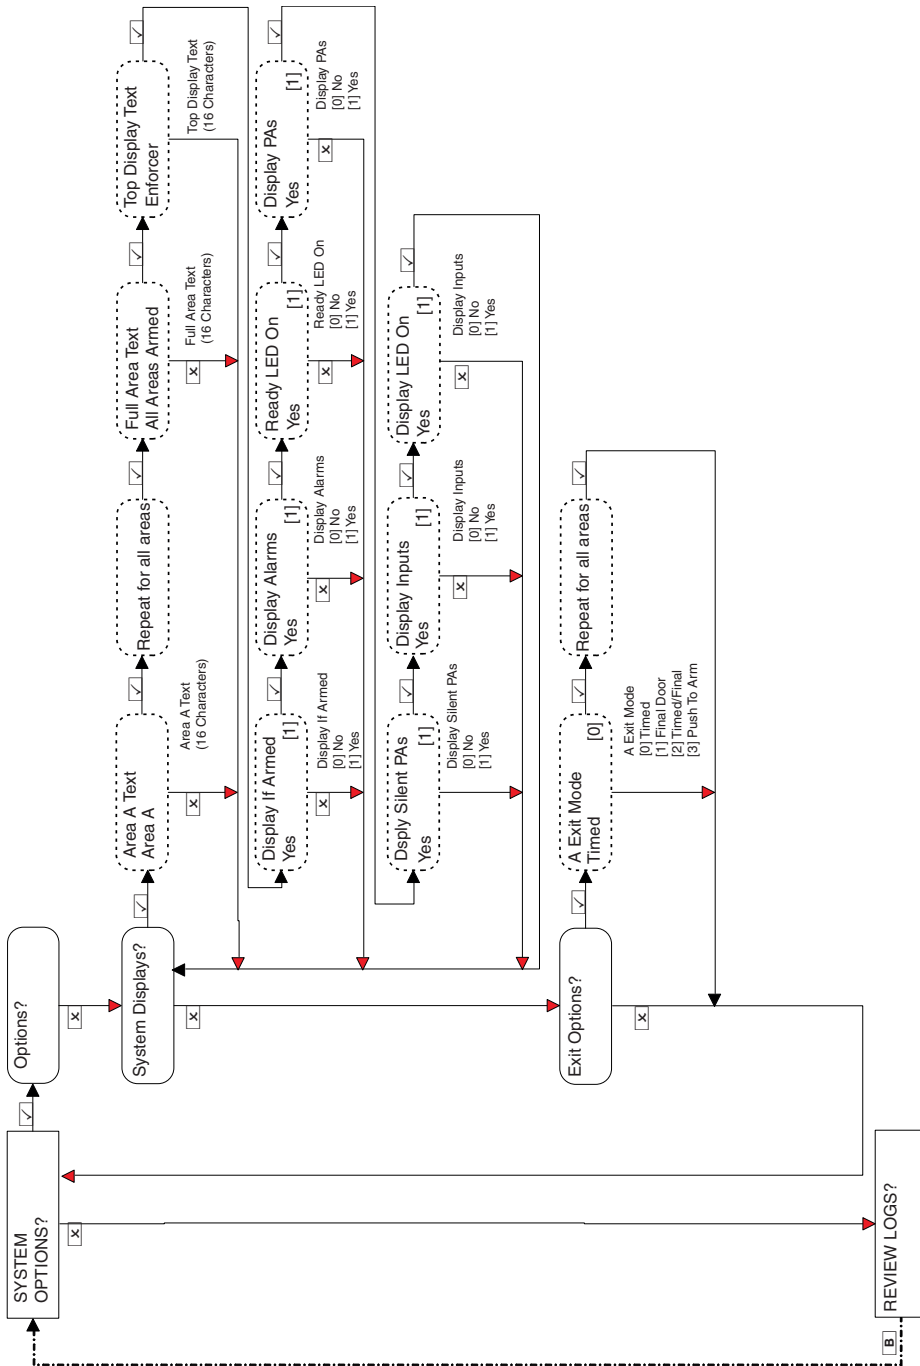 SYSTEM
OPTIONS?
Options?
System Displays?
Area A Text
Area A
Area A Text
(16 Characters)
Repeat for all areas
Full Area Text
All Areas Armed
Full Area Text
(16 Characters)
Top Display Text
Enforcer
Top Display Text
(16 Characters)
Display If Armed
Yes [1]
Display If Armed
[0] No
[1] Yes
Display Alarms
Yes [1]
Display Alarms
[0] No
[1] Yes
Ready LED On
Yes [1]
Ready LED On
[0] No
[1] Yes
Display PAs
Yes [1]
Display PAs
[0] No
[1] Yes
Dsply Silent PAs
Yes [1]
Display Silent PAs
[0] No
[1] Yes
Display Inputs
Yes [1]
Display Inputs
[0] No
[1] Yes
Display LED On
Yes [1]
Display Inputs
[0] No
[1] Yes
Exit Options?
A Exit Mode
Timed [0]
A Exit Mode
[0] Timed
[1] Final Door
[2] Timed/Final
[3] Push To Arm
Repeat for all areas
REVIEW LOGS?
B